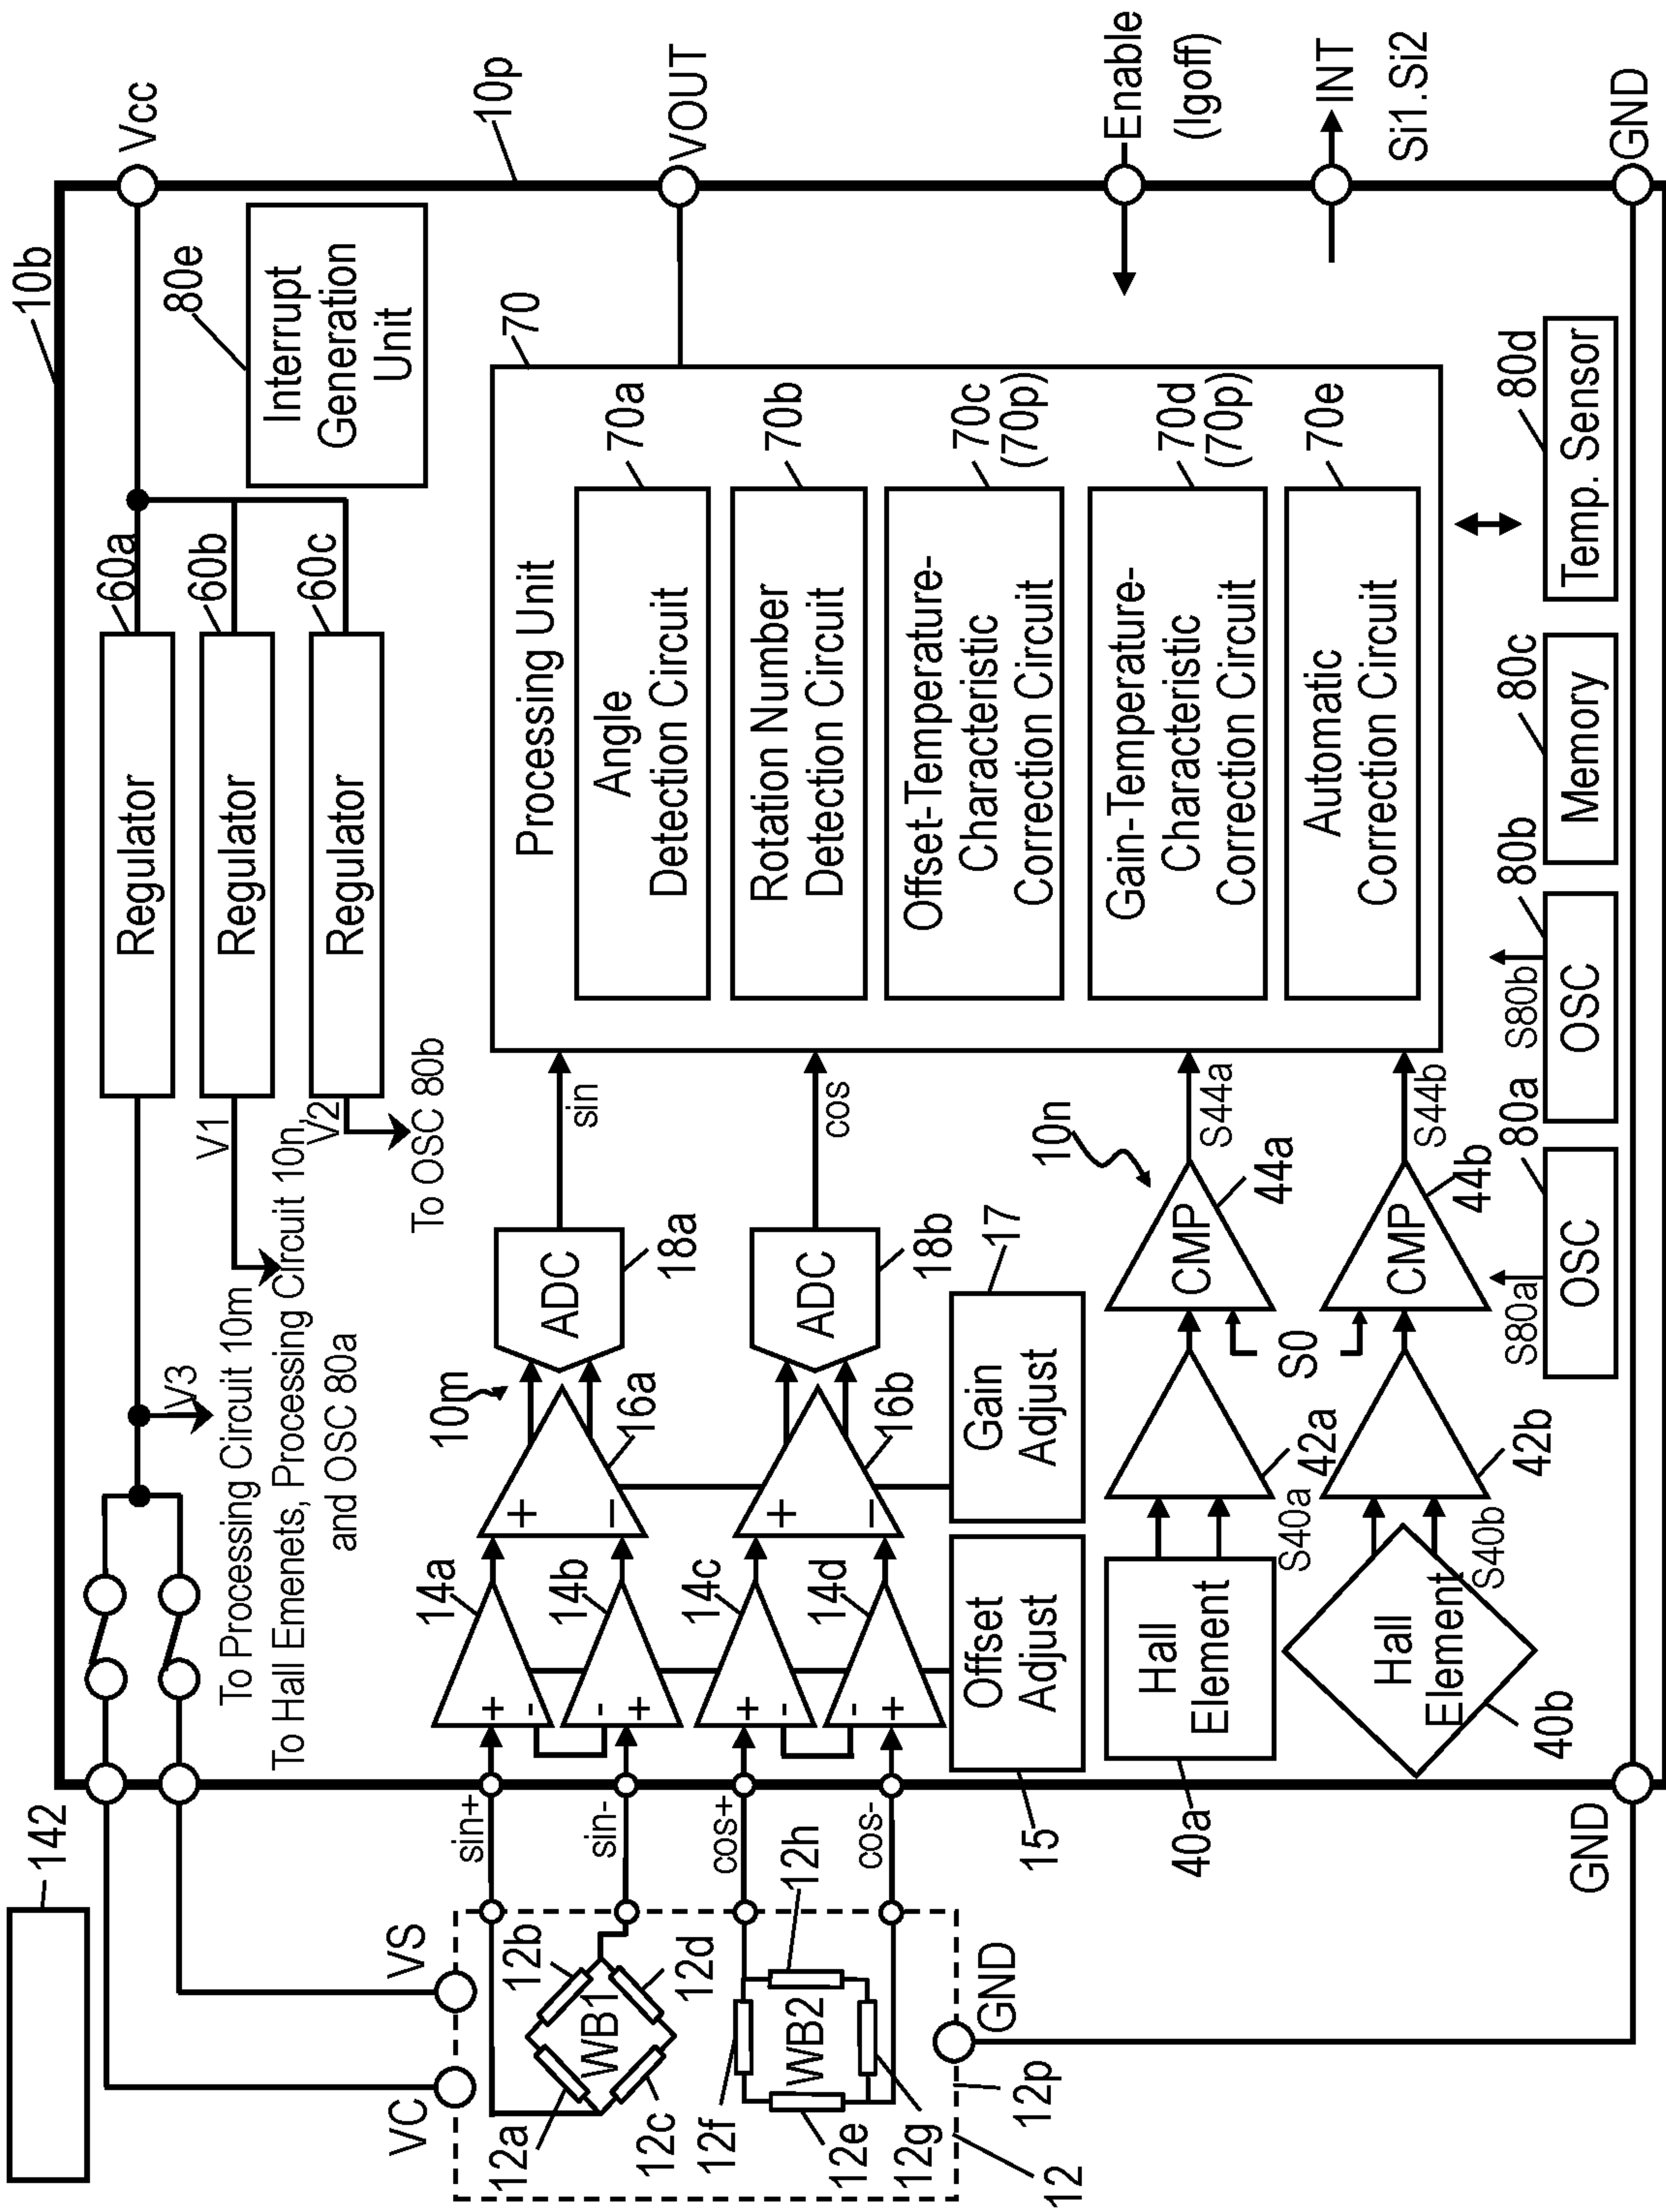 142
10b
Vcc
60a
Regulator
60b
Regulator
60c
Regulator
80e
Interrupt
Generation
Unit
V3
To Processing Circuit 10m
V1
To Hall Emenets, Processing Circuit 10n,
and OSC 80a
V2
To OSC 80b
10p
VC
VS
sin+
sin-
cos+
cos-
12a
12b
12c
12d
WB1
12e
12f
12g
12h
WB2
12
12p
GND
14a
+
-
14b
-
+
14c
+
-
14d
-
+
10m
16a
+
−
16b
+
−
ADC
18a
ADC
18b
sin
cos
15
Offset
Adjust
17
Gain
Adjust
Processing Unit
70
Angle
Detection Circuit
70a
Rotation Number
Detection Circuit
70b
Offset-Temperature-
Characteristic
Correction Circuit
70c
(70p)
Gain-Temperature-
Characteristic
Correction Circuit
70d
(70p)
Automatic
Correction Circuit
70e
VOUT
Enable
(Igoff)
INT
Si1.Si2
40a
Hall
Element
S40a
42a
10n
CMP
44a
S44a
S0
40b
Hall
Element
S40b
42b
CMP
44b
S44b
S80a
80a
OSC
S80b
80b
OSC
80c
Memory
80d
Temp. Sensor
GND
GND